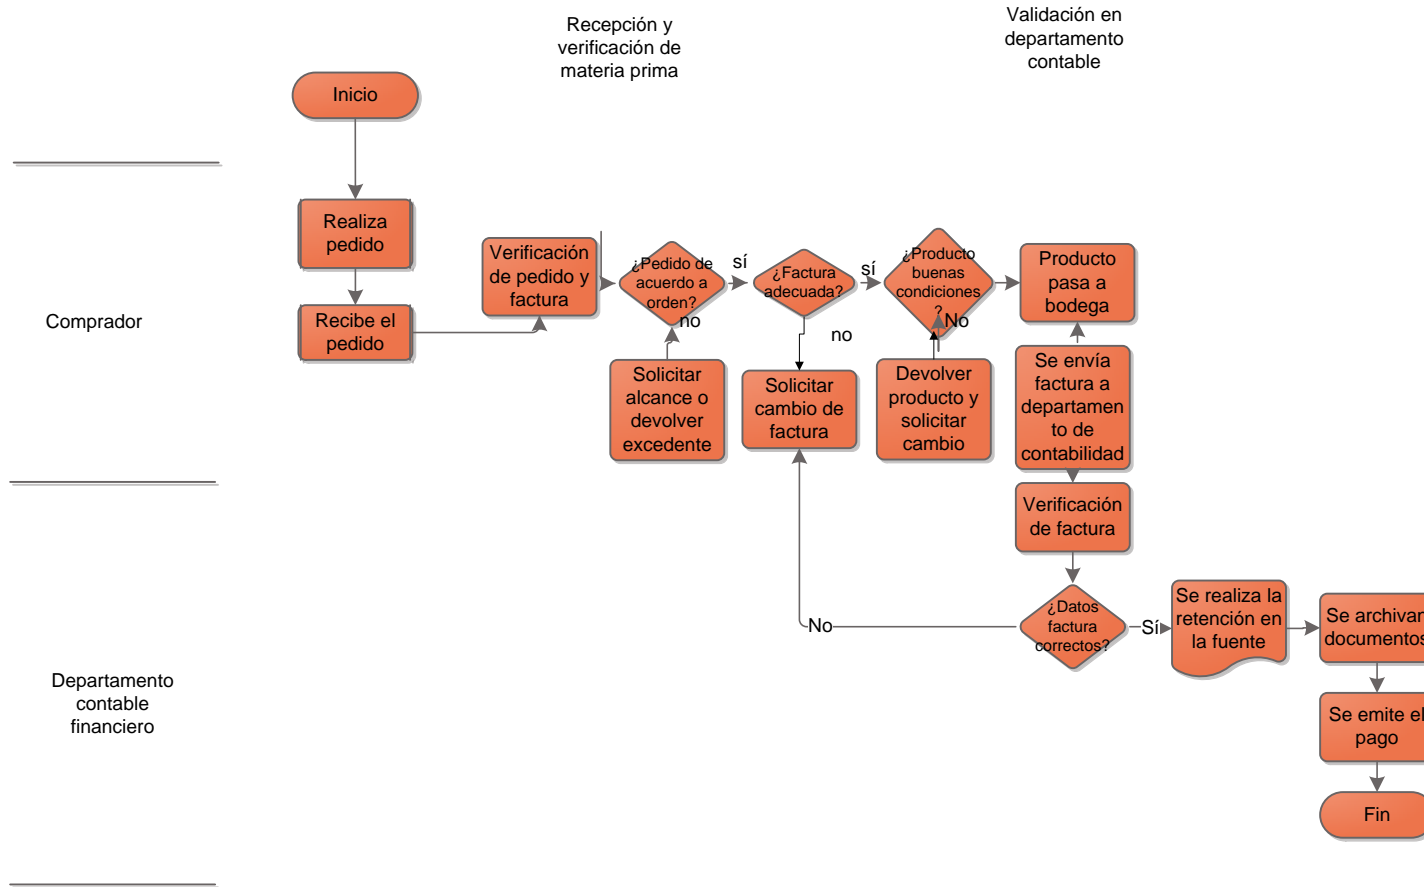 Recepción y
verificación de
materia prima
Validación en
departamento
contable
Inicio
Comprador
Realiza
pedido
Recibe el
pedido
Verificación
de pedido y
factura
¿Pedido de
acuerdo a
orden?
sí
no
Solicitar
alcance o
devolver
excedente
¿Factura
adecuada?
sí
no
Solicitar
cambio de
factura
¿Producto
buenas
condiciones
?
No
Devolver
producto y
solicitar
cambio
Producto
pasa a
bodega
Se envía
factura a
departamen
to de
contabilidad
Departamento
contable
financiero
Verificación
de factura
¿Datos
factura
correctos?
No
Sí
Se realiza la
retención en
la fuente
Se archivan
documentos
Se emite el
pago
Fin